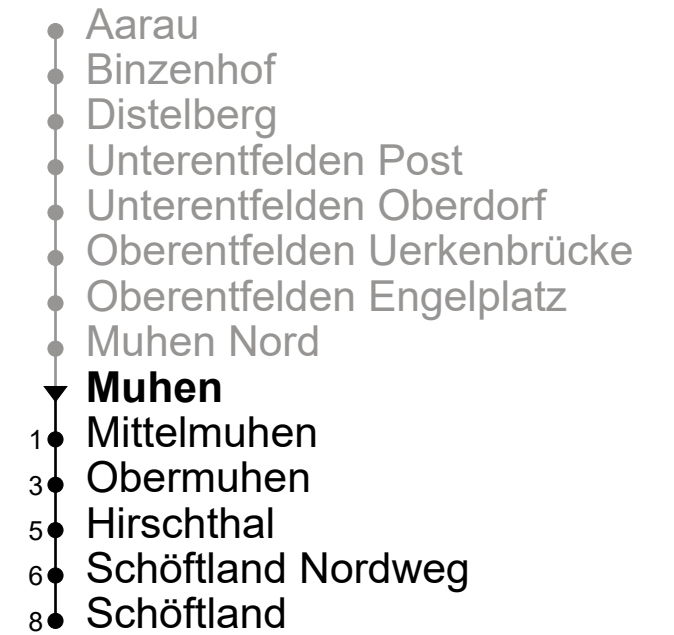 Aarau
Binzenhof
Distelberg
Unterentfelden Post
Unterentfelden Oberdorf
Oberentfelden Uerkenbrücke
Oberentfelden Engelplatz
Muhen Nord
Muhen
1 Mittelmuhen
3 Obermuhen
5 Hirschthal
6 Schöftland Nordweg
8 Schöftland